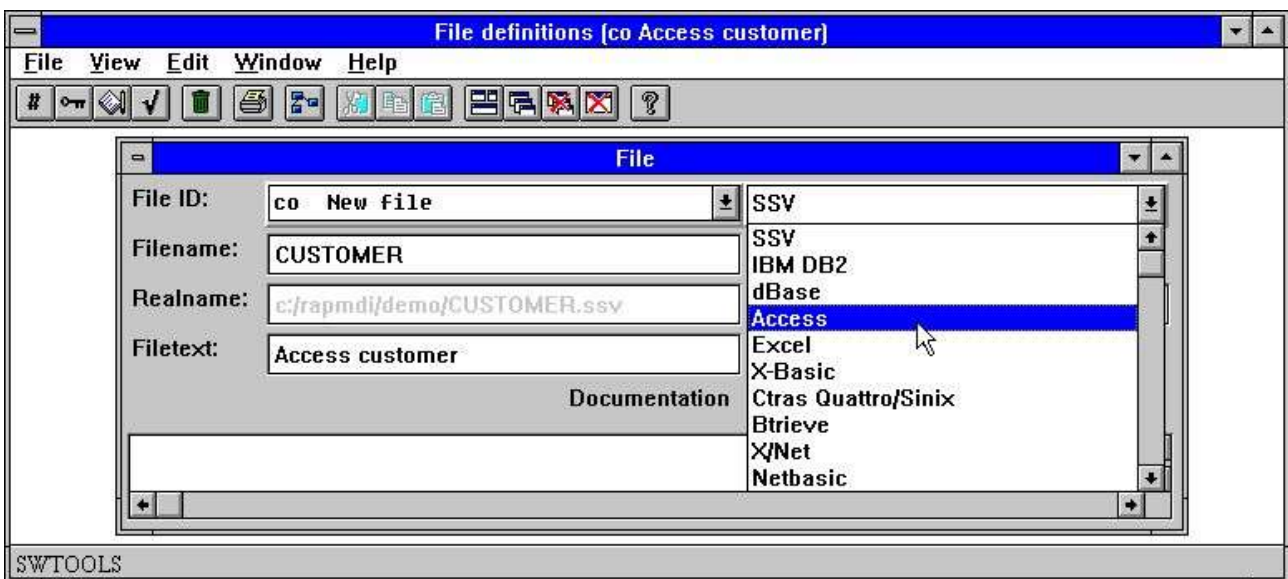 File definitions (co Access customer)
File View Edit Window Help
# ?
File
File ID: co New file SSV
SSV
Filename: CUSTOMER
IBM DB2
dBase
Realname: c:/rapmdi/demo/CUSTOMER.ssv
Access
Filetext: Access customer
Excel
X-Basic
Documentation Ctras Quattro/Sinix
Btrieve
X/Net
Netbasic
SWTOOLS